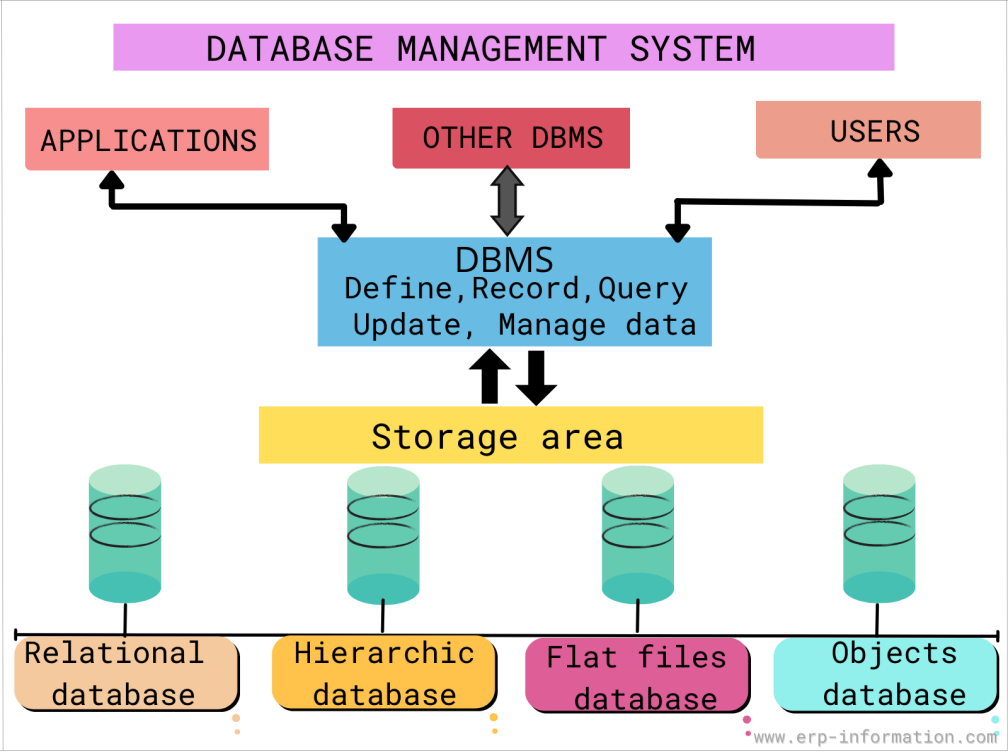 DATABASE MANAGEMENT SYSTEM
APPLICATIONS
OTHER DBMS
USERS
DBMS
Define,Record,Query
Update, Manage data
Storage area
Relational
database
Hierarchic
database
Flat files
database
Objects
database
www.erp-information.com